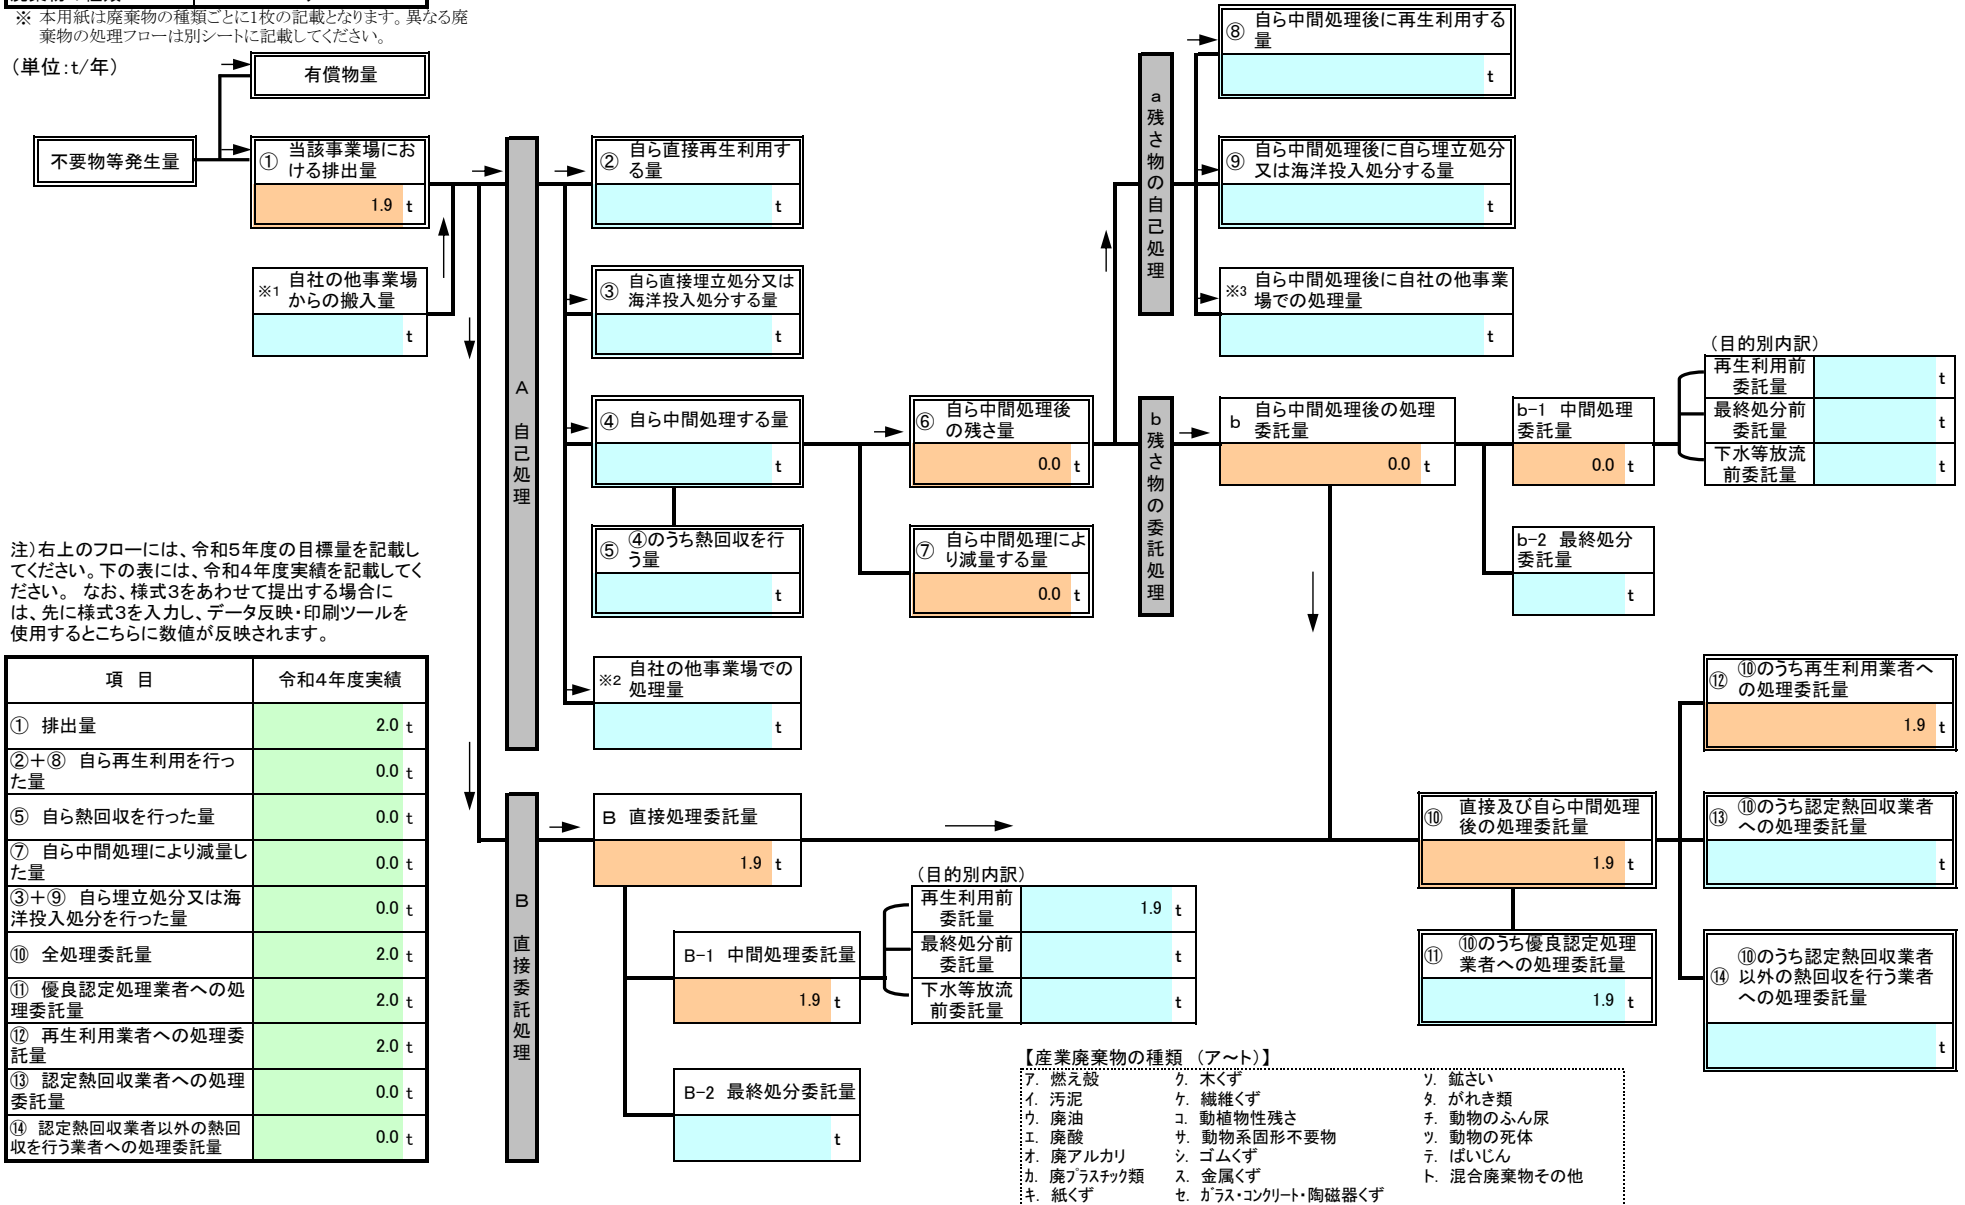 ※ 本用紙は廃棄物の種類ごとに1枚の記載となります。異なる廃
棄物の処理フローは別シートに記載してください。
（単位:t/年）
有償物量
不要物等発生量
① 当該事業場にお
ける排出量
1.9 t
※1 自社の他事業場
からの搬入量
t
A 自己処理
② 自ら直接再生利用す
る量
t
③ 自ら直接埋立処分又は
海洋投入処分する量
t
④ 自ら中間処理する量
t
⑤ ④のうち熱回収を行
う量
t
※2 自社の他事業場での
処理量
t
⑥ 自ら中間処理後
の残さ量
0.0 t
⑦ 自ら中間処理によ
り減量する量
0.0 t
a 残さ物の自己処理
⑧ 自ら中間処理後に再生利用する
量
t
⑨ 自ら中間処理後に自ら埋立処分
又は海洋投入処分する量
t
※3 自ら中間処理後に自社の他事業
場での処理量
t
b 残さ物の委託処理
b 自ら中間処理後の処理
委託量
0.0 t
b-1 中間処理
委託量
0.0 t
（目的別内訳）
再生利用前
委託量
t
最終処分前
委託量
t
下水等放流
前委託量
t
b-2 最終処分
委託量
t
注）右上のフローには、令和5年度の目標量を記載し
てください。下の表には、令和4年度実績を記載してく
ださい。 なお、様式3をあわせて提出する場合に
は、先に様式3を入力し、データ反映・印刷ツールを
使用するとこちらに数値が反映されます。
項 目 令和4年度実績
① 排出量 2.0 t
②＋⑧ 自ら再生利用を行っ
た量 0.0 t
⑤ 自ら熱回収を行った量 0.0 t
⑦ 自ら中間処理により減量し
た量 0.0 t
③＋⑨ 自ら埋立処分又は海
洋投入処分を行った量 0.0 t
⑩ 全処理委託量 2.0 t
⑪ 優良認定処理業者への処
理委託量 2.0 t
⑫ 再生利用業者への処理委
託量 2.0 t
⑬ 認定熱回収業者への処理
委託量 0.0 t
⑭ 認定熱回収業者以外の熱回
収を行う業者への処理委託量 0.0 t
B 直接委託処理
B 直接処理委託量
1.9 t
B-1 中間処理委託量
1.9 t
B-2 最終処分委託量
t
（目的別内訳）
再生利用前
委託量
1.9 t
最終処分前
委託量
t
下水等放流
前委託量
t
⑩ 直接及び自ら中間処理
後の処理委託量
1.9 t
⑪ ⑩のうち優良認定処理
業者への処理委託量
1.9 t
⑫ ⑩のうち再生利用業者へ
の処理委託量
1.9 t
⑬ ⑩のうち認定熱回収業者
への処理委託量
t
⑭ ⑩のうち認定熱回収業者
以外の熱回収を行う業者
への処理委託量
t
【産業廃棄物の種類 （ア～ト）】
ア. 燃え殻 ク. 木くず ソ. 鉱さい
イ. 汚泥 ケ. 繊維くず タ. がれき類
ウ. 廃油 コ. 動植物性残さ チ. 動物のふん尿
エ. 廃酸 サ. 動物系固形不要物 ツ. 動物の死体
オ. 廃アルカリ シ. ゴムくず テ. ばいじん
カ. 廃プラスチック類 ス. 金属くず ト. 混合廃棄物その他
キ. 紙くず セ. ガラス・コンクリート・陶磁器くず